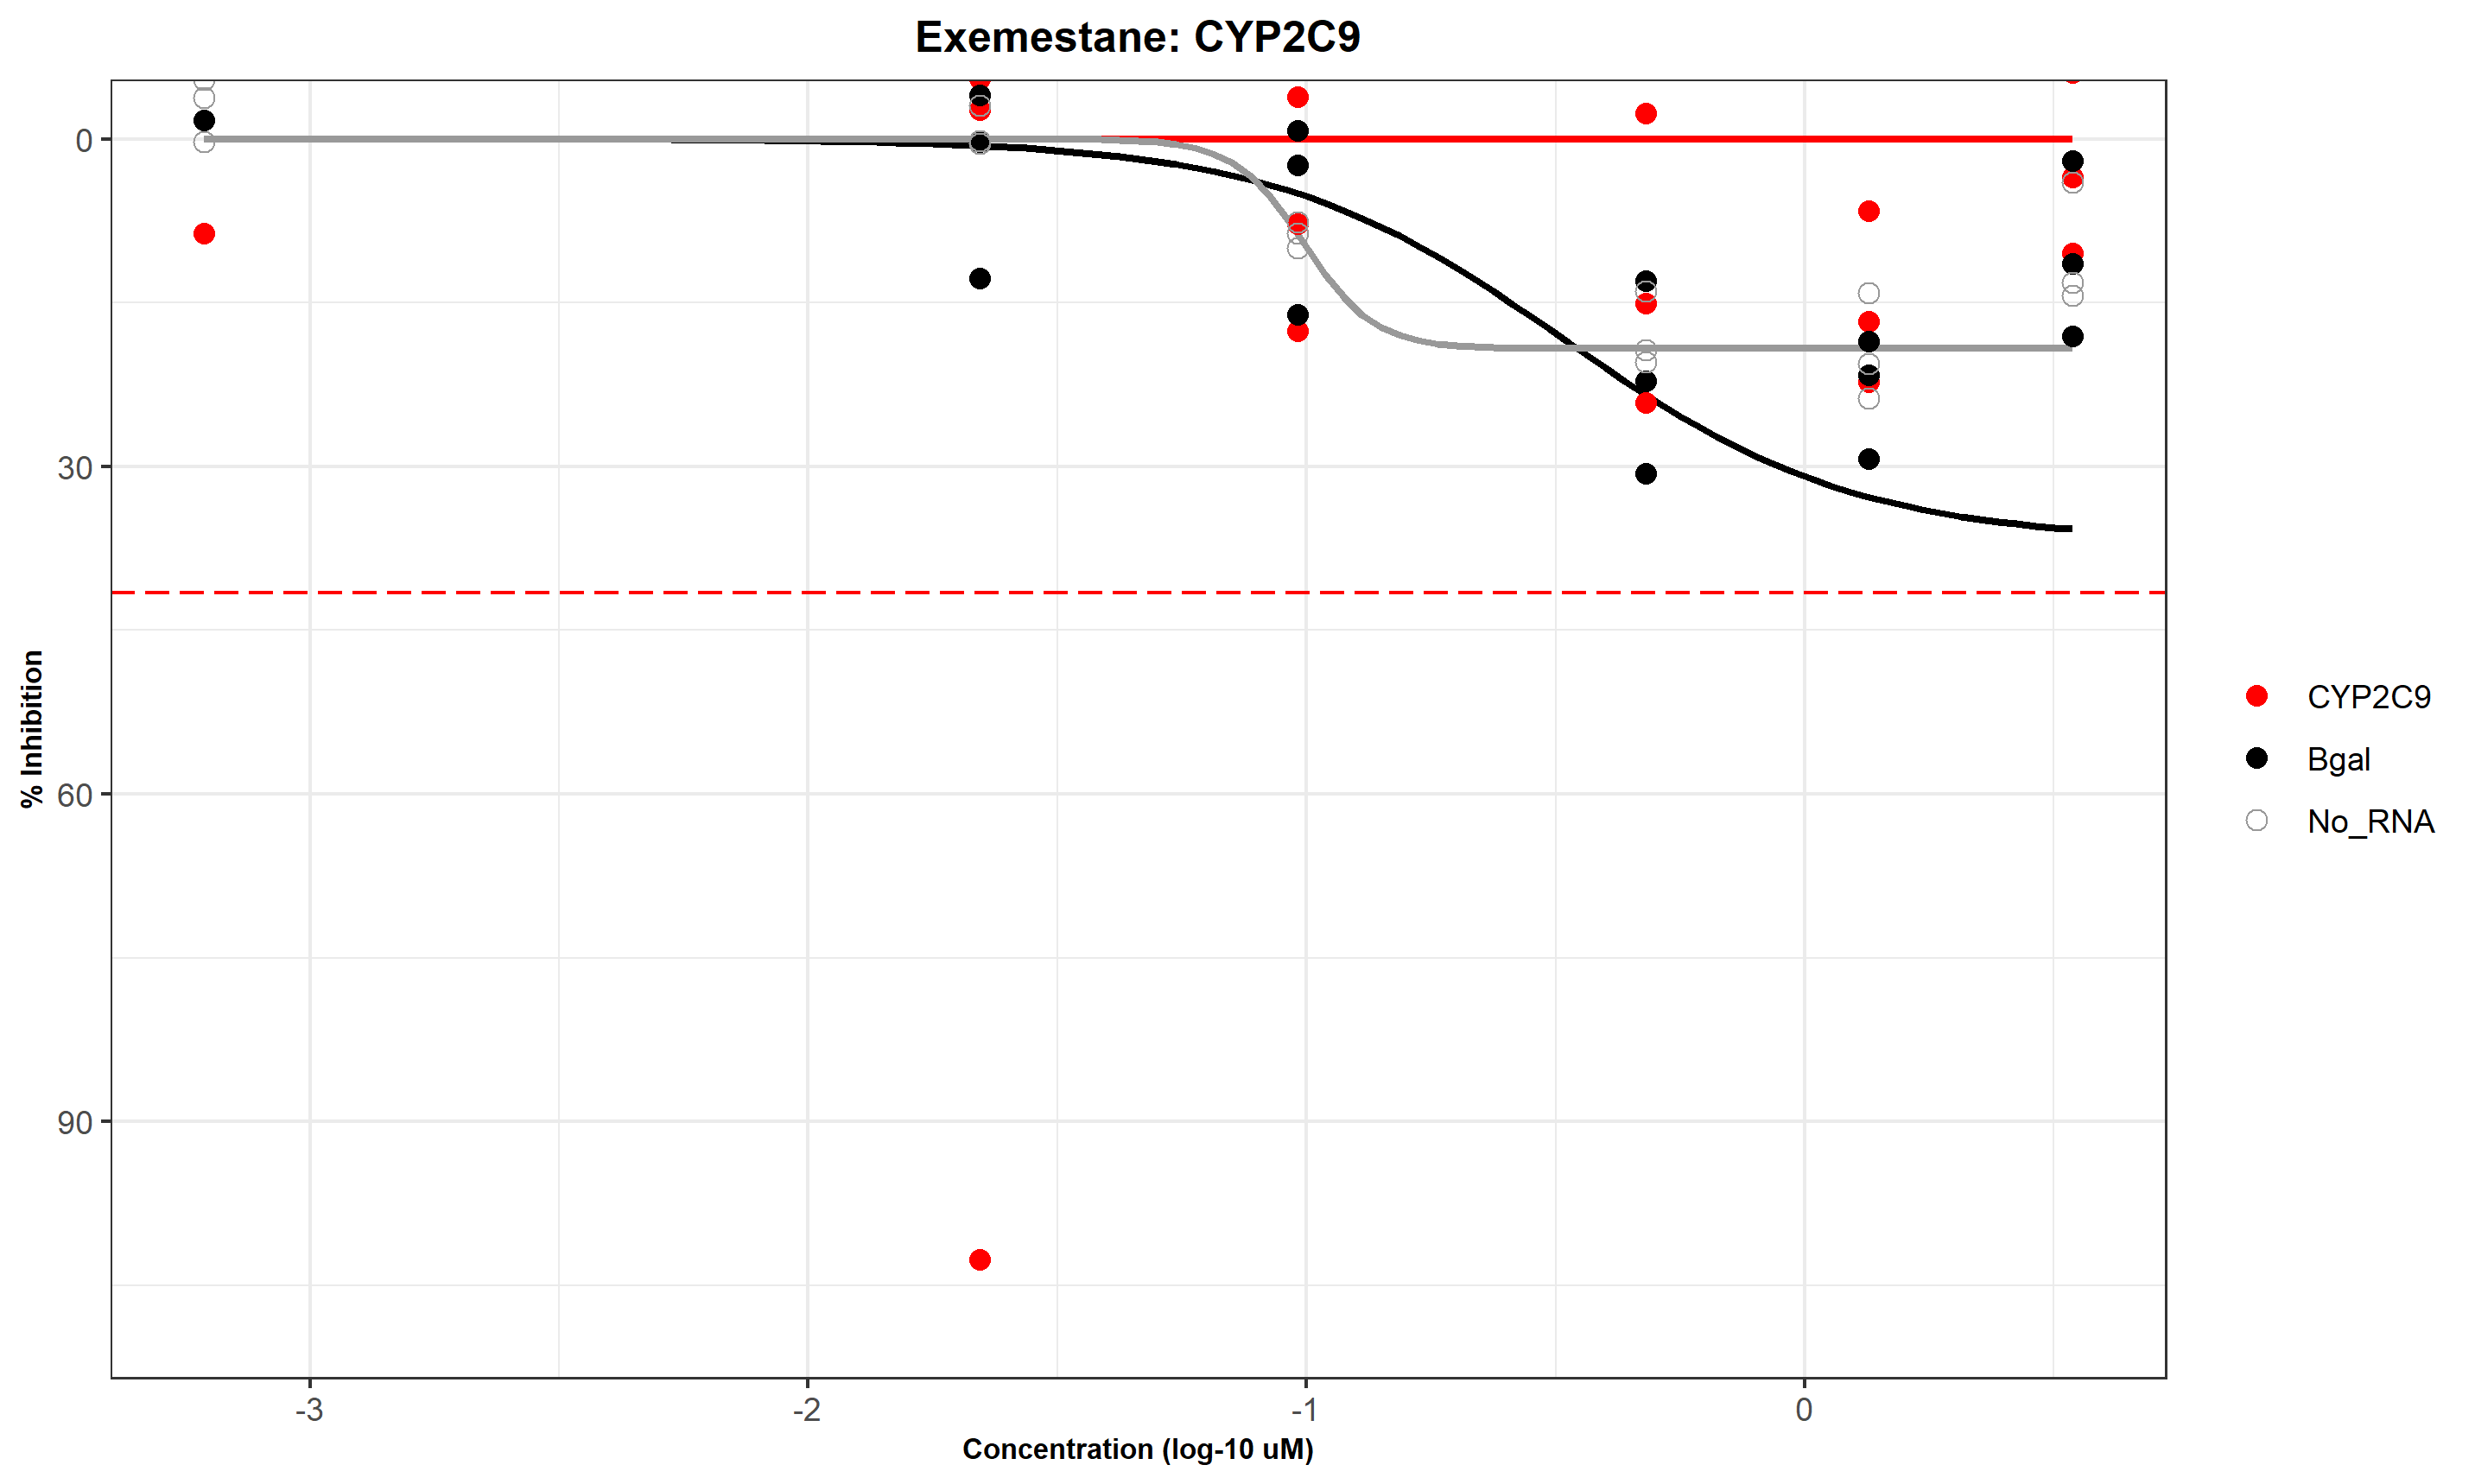 Exemestane: CYP2C9
0
30
60
90
% Inhibition
-3
-2
-1
0
Concentration (log-10 uM)
CYP2C9
Bgal
No_RNA